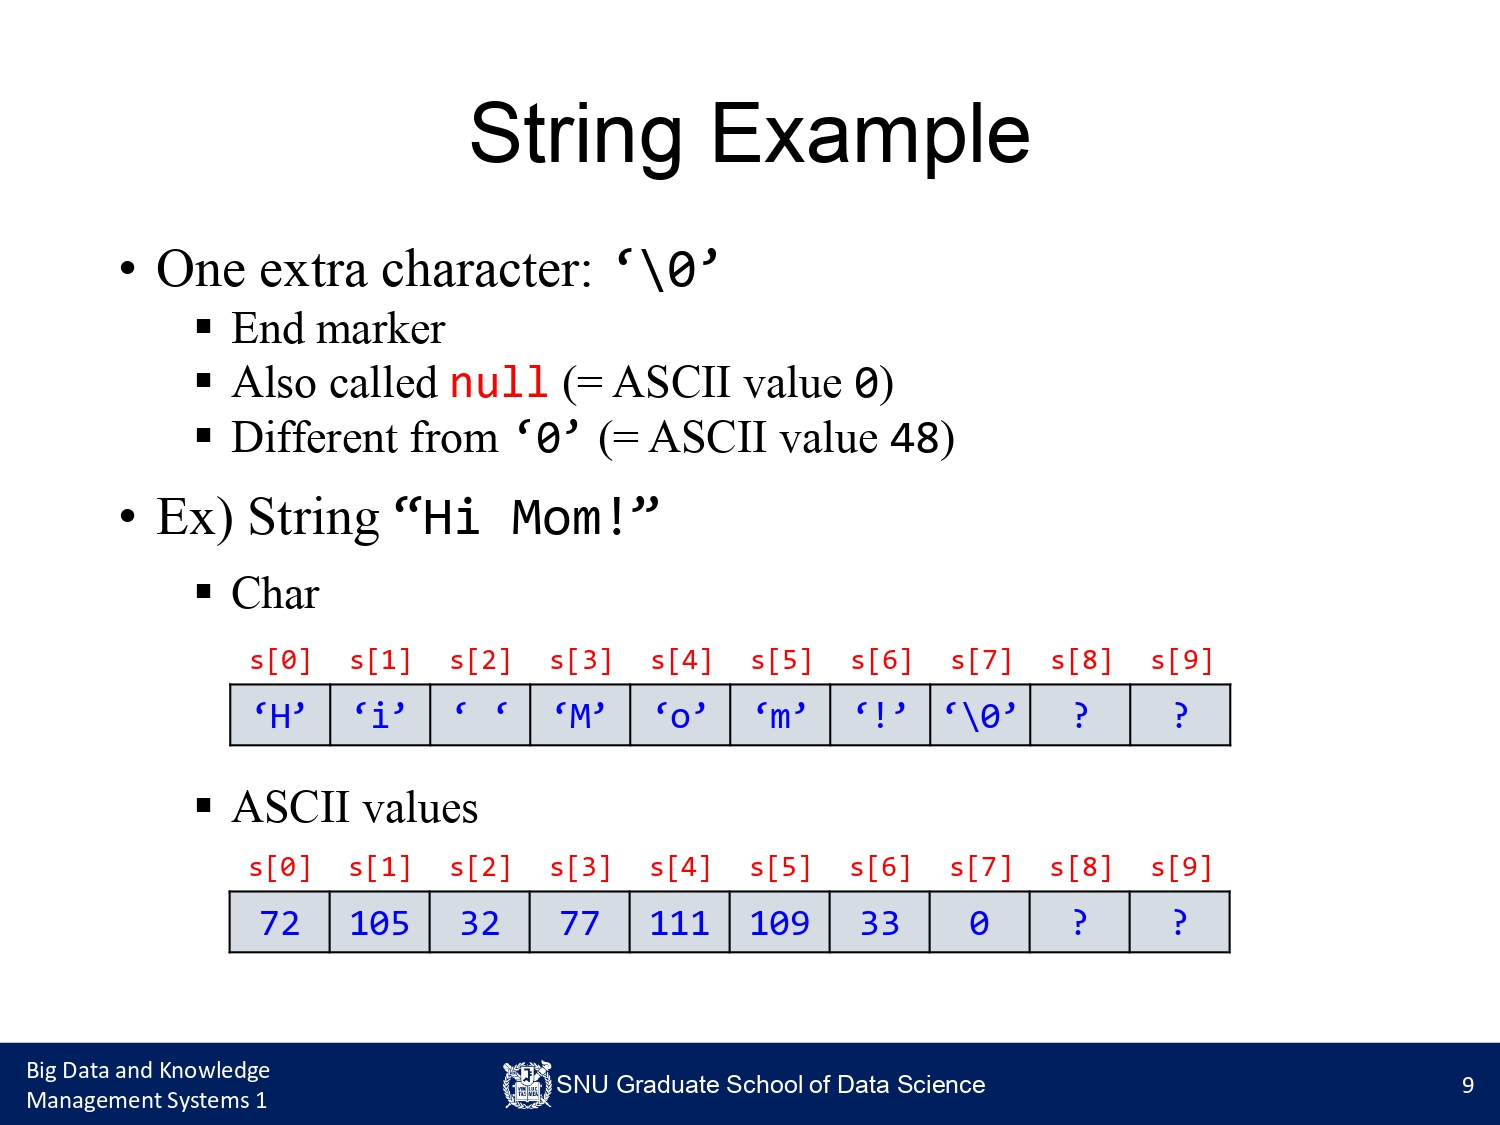 String Example
• One extra character: ‘\0’
▪ End marker
▪ Also called null (= ASCII value 0)
▪ Different from ‘0’ (= ASCII value 48)
• Ex) String “Hi Mom!”
▪ Char
s[0] s[1] s[2] s[3] s[4] s[5] s[6] s[7] s[8] s[9]
‘H’ ‘i’ ‘ ‘ ‘M’ ‘o’ ‘m’ ‘!’ ‘\0’ ? ?
▪ ASCII values
s[0] s[1] s[2] s[3] s[4] s[5] s[6] s[7] s[8] s[9]
72 105 32 77 111 109 33 0 ? ?
Big Data and Knowledge
Management Systems 1
SNU Graduate School of Data Science
9